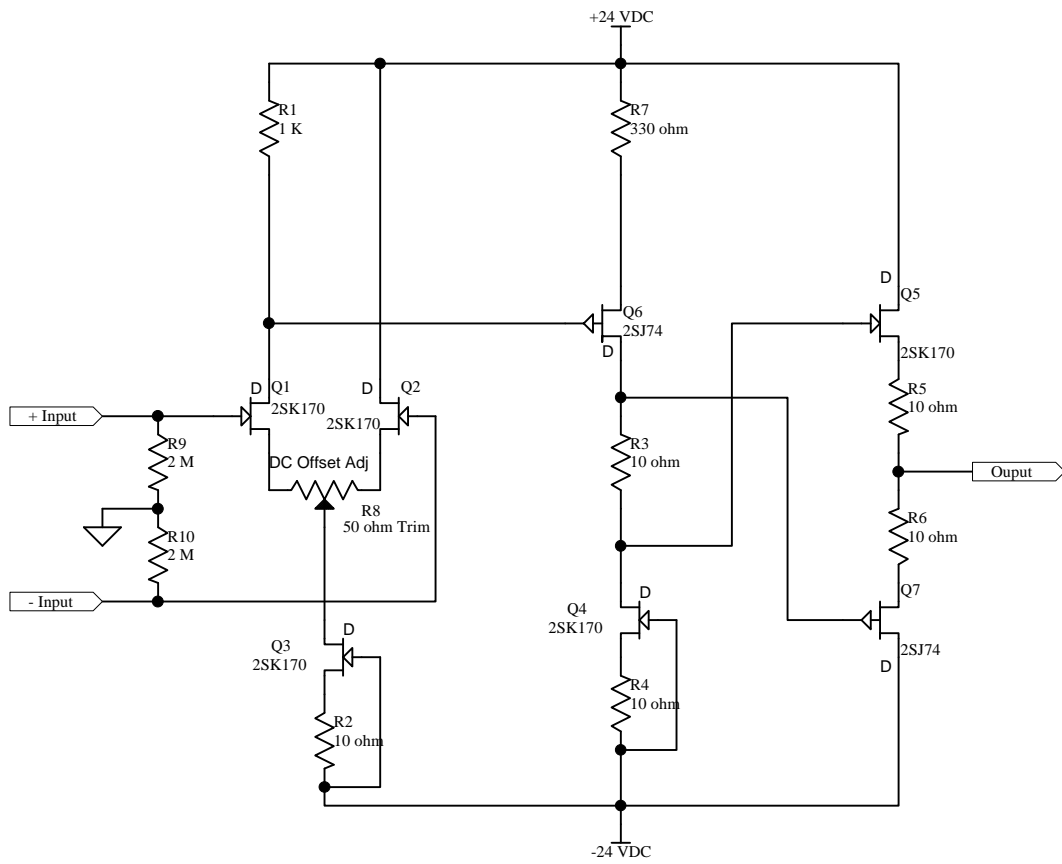 +24 VDC
R1
1 K
R7
330 ohm
D
Q5
2SK170
Q6
2SJ74
D
D
Q1
2SK170
D
Q2
2SK170
+ Input
R9
2 M
R10
2 M
- Input
DC Offset Adj
R8
50 ohm Trim
R3
10 ohm
R5
10 ohm
Ouput
R6
10 ohm
Q7
2SJ74
D
Q4
2SK170
D
R4
10 ohm
Q3
2SK170
D
R2
10 ohm
-24 VDC